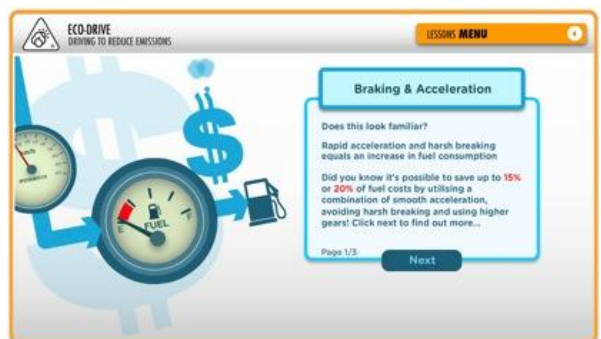 ECO-DRIVE
DRIVING TO REDUCE EMISSIONS
LESSONS MENU
Braking & Acceleration
Does this look familiar?
Rapid acceleration and harsh breaking
equals an increase in fuel consumption
Did you know it's possible to save up to 15%
or 20% of fuel costs by utilising a
combination of smooth acceleration,
avoiding harsh breaking and using higher
gears! Click next to find out more...
Page 1/3
Next
km/h
E
FUEL
F
$